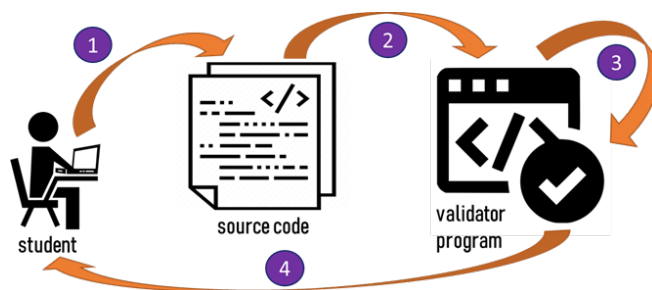 1
2
3
</>
</>
student
source code
validator
program
4